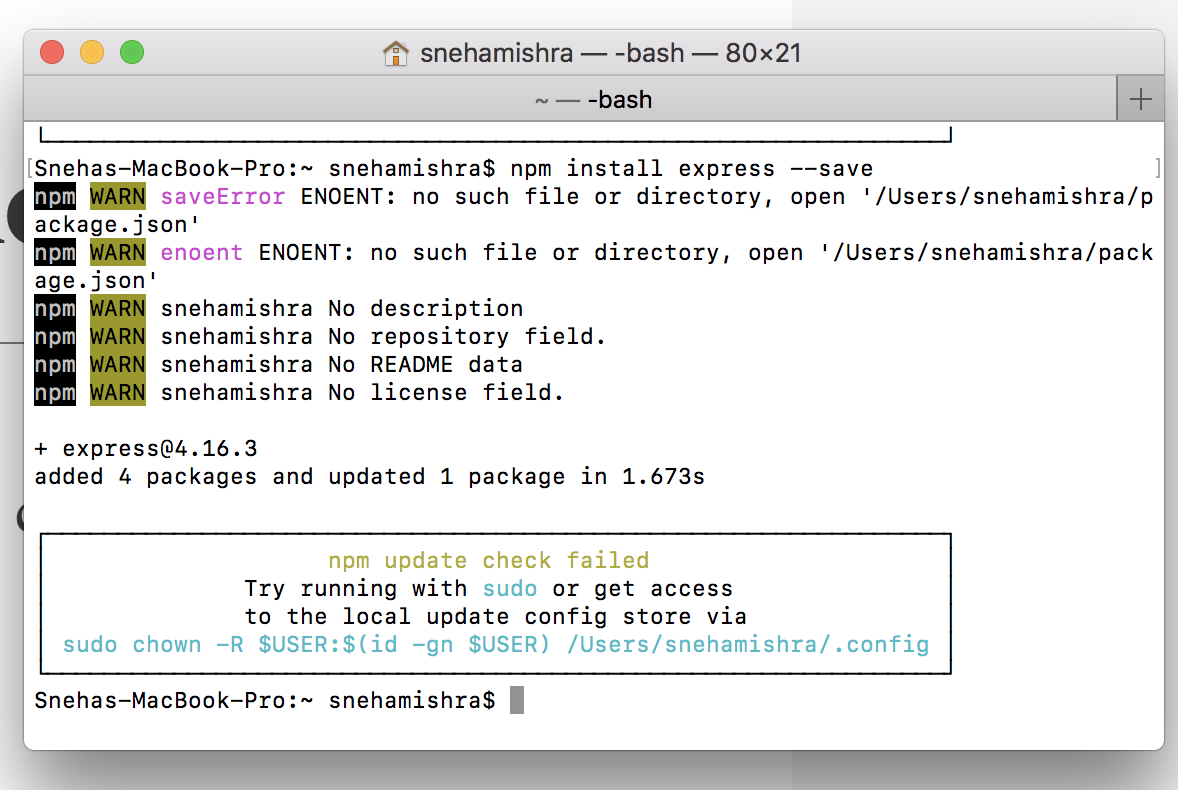 snehamishra — -bash — 80×21
~ — -bash
Snehas-MacBook-Pro:~ snehamishra$ npm install express --save
npm WARN saveError ENOENT: no such file or directory, open '/Users/snehamishra/p
ackage.json'
npm WARN enoent ENOENT: no such file or directory, open '/Users/snehamishra/pack
age.json'
npm WARN snehamishra No description
npm WARN snehamishra No repository field.
npm WARN snehamishra No README data
npm WARN snehamishra No license field.
+ express@4.16.3
added 4 packages and updated 1 package in 1.673s
npm update check failed
Try running with sudo or get access
to the local update config store via
sudo chown -R $USER:$(id -gn $USER) /Users/snehamishra/.config
Snehas-MacBook-Pro:~ snehamishra$